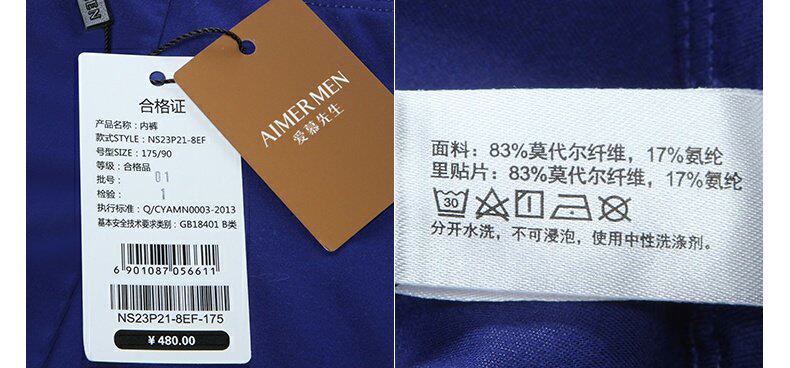 合格证
产品名称: 内裤
款式STYLE: NS23P21-8EF
号型SIZE: 175/90
等级: 合格品
批号: 01
检验: 1
执行标准: Q/CYAMN0003-2013
基本安全技术要求类别: GB18401 B类
6 901087 056611
NS23P21-8EF-175
¥ 480.00
AIMER MEN
爱慕先生
面料: 83%莫代尔纤维, 17%氨纶
里贴片: 83%莫代尔纤维, 17%氨纶
30
分开水洗, 不可浸泡, 使用中性洗涤剂。